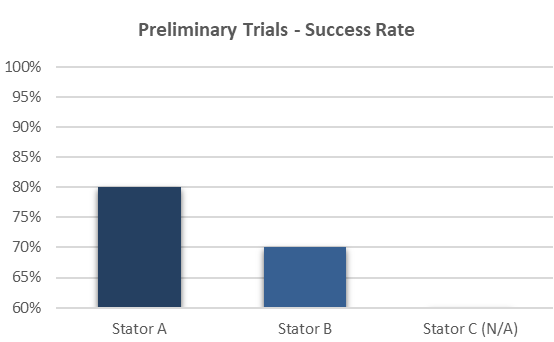 Preliminary Trials - Success Rate
100%
95%
90%
85%
80%
75%
70%
65%
60%
Stator A
Stator B
Stator C (N/A)